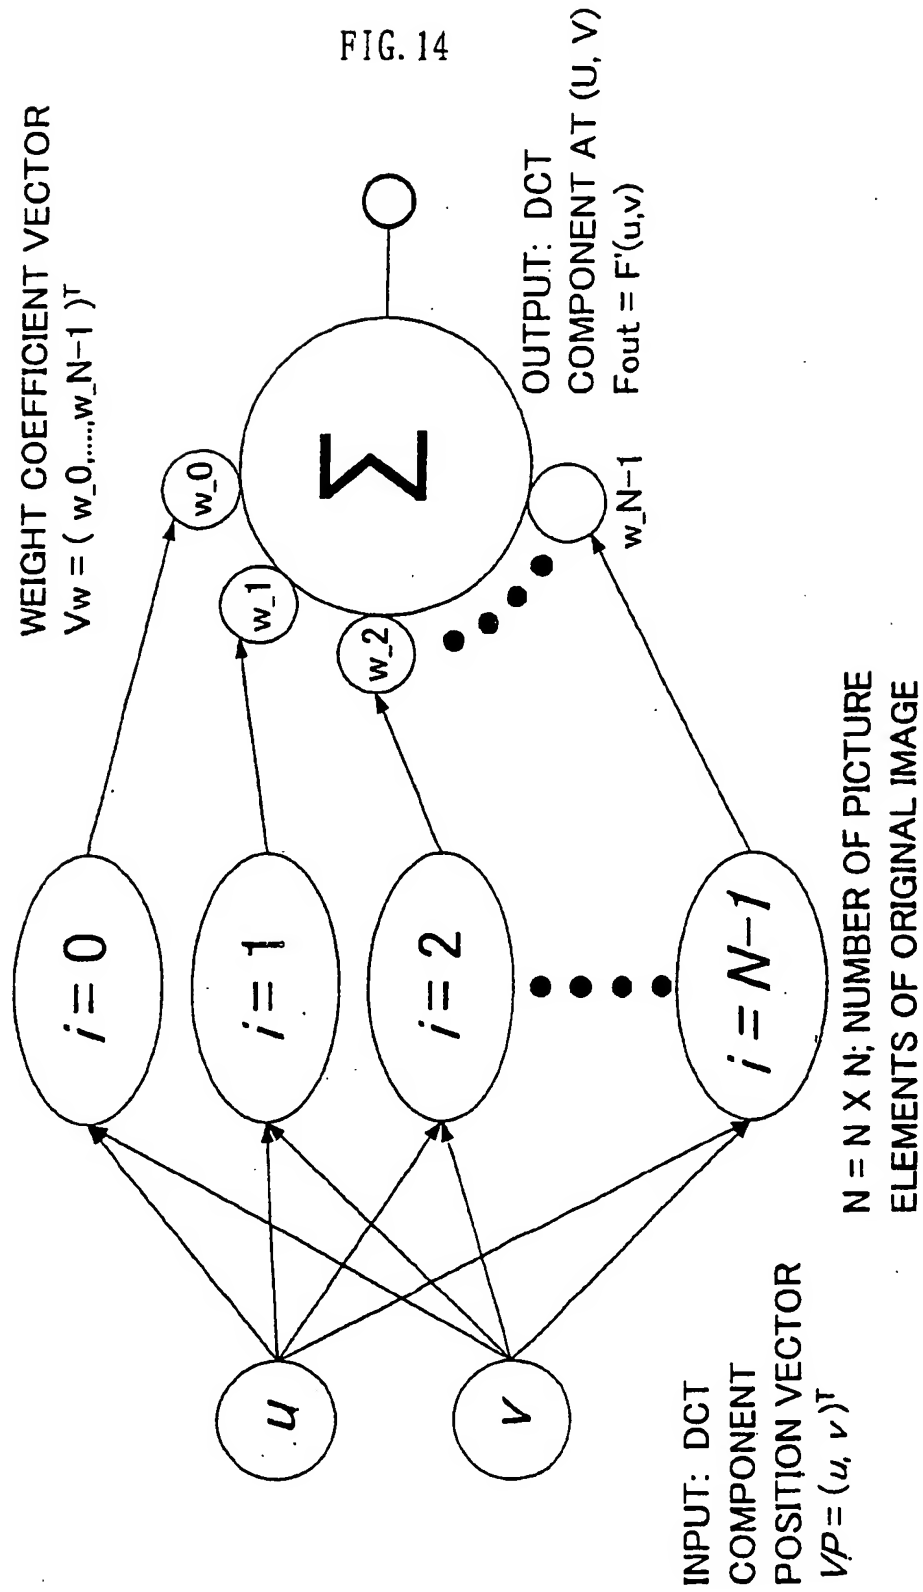 FIG. 14
WEIGHT COEFFICIENT VECTOR
Vw = ( w_0,....,w_N−1 )ᵀ
i = 0
i = 1
i = 2
i = N−1
u
v
w_0
w_1
w_2
w_N−1
Σ
OUTPUT: DCT
COMPONENT AT (U, V)
Fout = F'(u,v)
INPUT: DCT
COMPONENT
POSITION VECTOR
VP = (u, v)ᵀ
N = N X N; NUMBER OF PICTURE
ELEMENTS OF ORIGINAL IMAGE